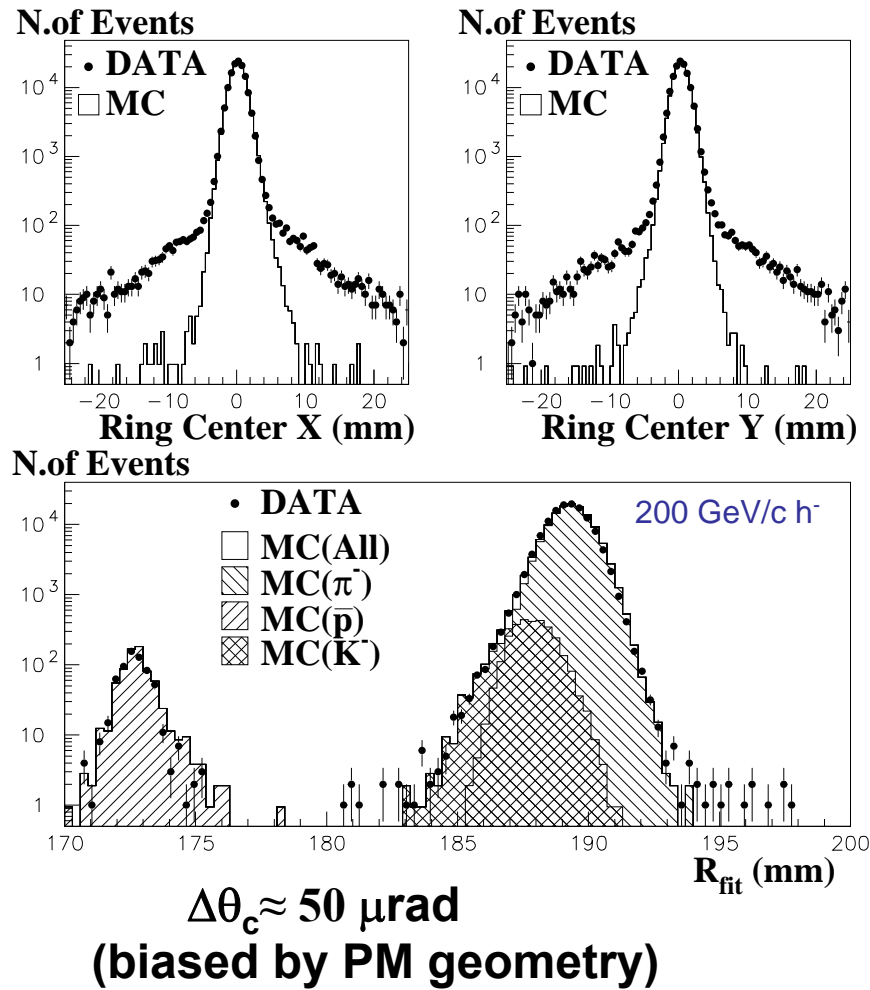 N.of Events
DATA
MC
10⁴
10³
10²
10
1
−20 −10 0 10 20
Ring Center X (mm)
N.of Events
DATA
MC
10⁴
10³
10²
10
1
−20 −10 0 10 20
Ring Center Y (mm)
N.of Events
DATA
MC(All)
MC(π⁻)
MC(p̅)
MC(K⁻)
200 GeV/c h⁻
10⁴
10³
10²
10
1
170 175 180 185 190 195 200
R_fit (mm)
Δθ_c≈ 50 μrad
(biased by PM geometry)